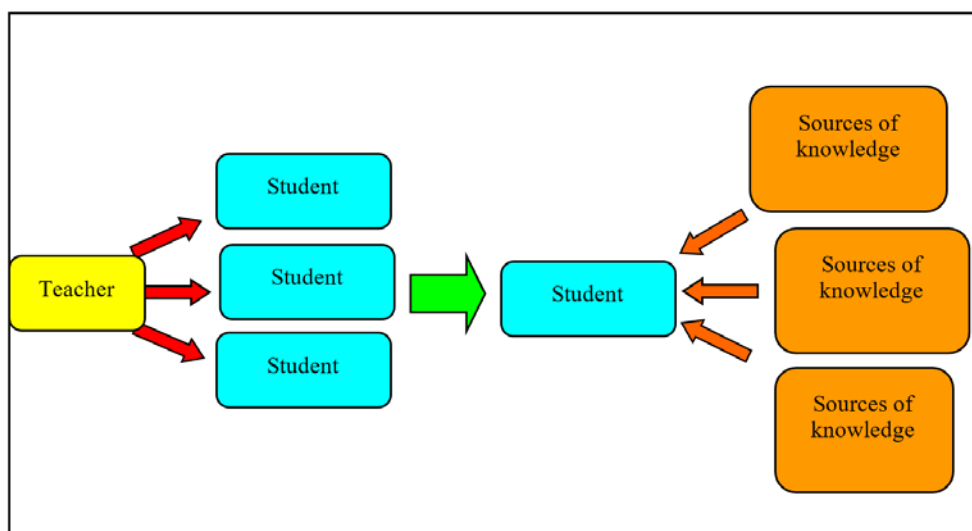 Teacher
Student
Student
Student
Student
Sources of
knowledge
Sources of
knowledge
Sources of
knowledge